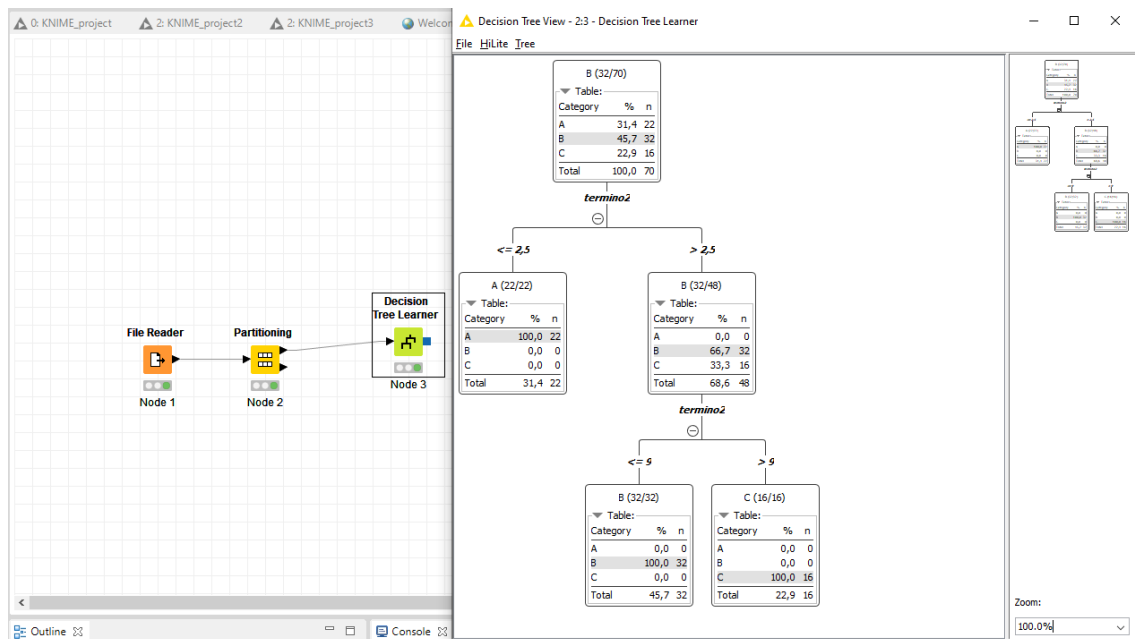 0: KNIME_project
2: KNIME_project2
2: KNIME_project3
Welcor
File Reader
Node 1
Partitioning
Node 2
Decision
Tree Learner
Node 3
Outline
Console
Decision Tree View - 2:3 - Decision Tree Learner
File HiLite Tree
B (32/70)
Table:
Category % n
A 31,4 22
B 45,7 32
C 22,9 16
Total 100,0 70
termino2
<= 2,5
> 2,5
A (22/22)
Table:
Category % n
A 100,0 22
B 0,0 0
C 0,0 0
Total 31,4 22
B (32/48)
Table:
Category % n
A 0,0 0
B 66,7 32
C 33,3 16
Total 68,6 48
termino2
<= 9
> 9
B (32/32)
Table:
Category % n
A 0,0 0
B 100,0 32
C 0,0 0
Total 45,7 32
C (16/16)
Table:
Category % n
A 0,0 0
B 0,0 0
C 100,0 16
Total 22,9 16
Zoom:
100.0%